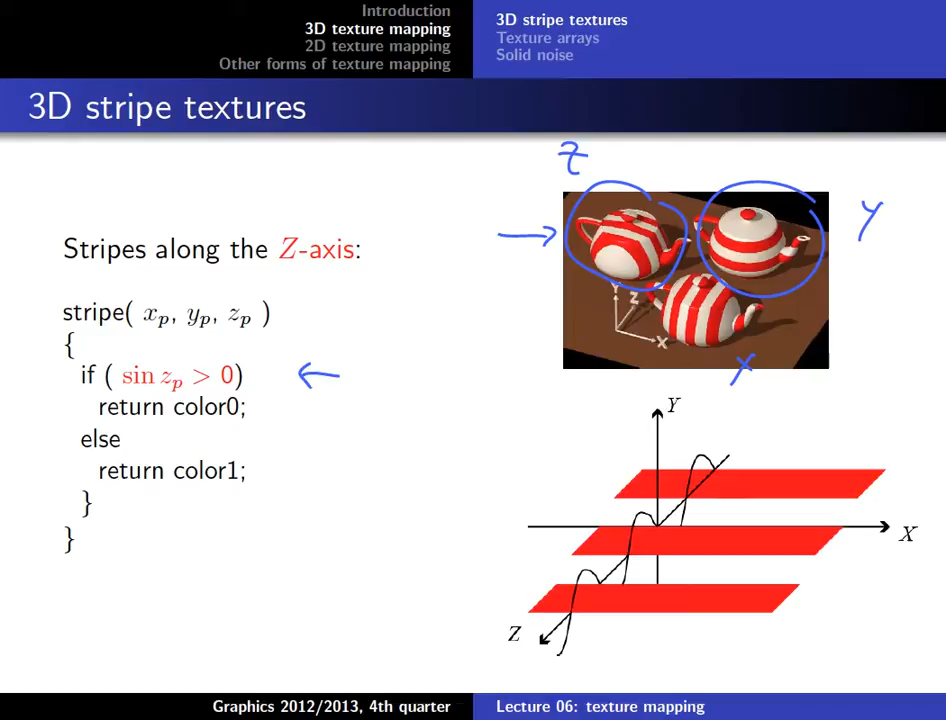 Introduction
3D texture mapping
2D texture mapping
Other forms of texture mapping
3D stripe textures
Texture arrays
Solid noise
3D stripe textures
Z
Y
Stripes along the Z-axis:
stripe( xₚ, yₚ, zₚ )
{
if ( sin zₚ > 0)
return color0;
else
return color1;
}
}
Y
Z
X
X
Y
X
Z
Graphics 2012/2013, 4th quarter
Lecture 06: texture mapping